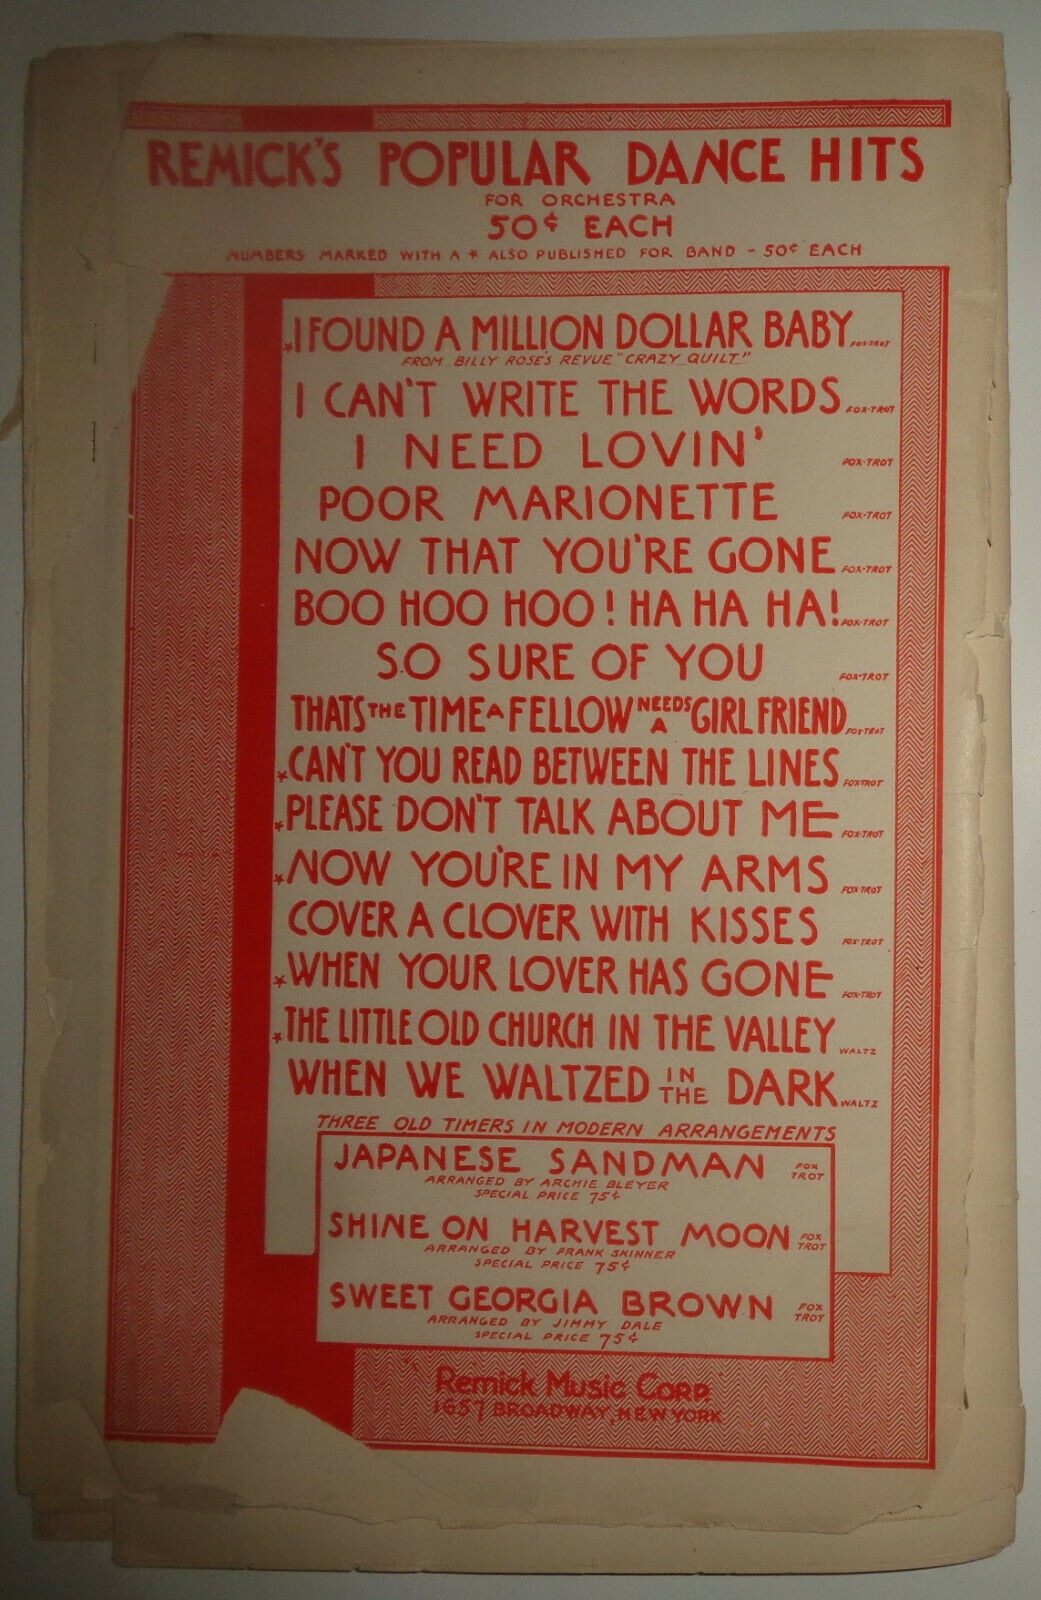 REMICK'S POPULAR DANCE HITS
FOR ORCHESTRA
50¢ EACH
NUMBERS MARKED WITH A * ALSO PUBLISHED FOR BAND - 50¢ EACH
*I FOUND A MILLION DOLLAR BABY FOX-TROT
FROM BILLY ROSE'S REVUE "CRAZY QUILT"
I CAN'T WRITE THE WORDS FOX-TROT
I NEED LOVIN' FOX-TROT
POOR MARIONETTE FOX-TROT
NOW THAT YOU'RE GONE FOX-TROT
BOO HOO HOO! HA HA HA! FOX-TROT
SO SURE OF YOU FOX-TROT
THATS THE TIME A FELLOW NEEDS A GIRL FRIEND FOX-TROT
*CAN'T YOU READ BETWEEN THE LINES FOXTROT
*PLEASE DON'T TALK ABOUT ME FOX-TROT
*NOW YOU'RE IN MY ARMS FOX-TROT
COVER A CLOVER WITH KISSES FOX-TROT
*WHEN YOUR LOVER HAS GONE FOX-TROT
*THE LITTLE OLD CHURCH IN THE VALLEY WALTZ
WHEN WE WALTZED IN THE DARK WALTZ
THREE OLD TIMERS IN MODERN ARRANGEMENTS
JAPANESE SANDMAN FOX TROT
ARRANGED BY ARCHIE BLEYER
SPECIAL PRICE 75¢
SHINE ON HARVEST MOON FOX TROT
ARRANGED BY FRANK SKINNER
SPECIAL PRICE 75¢
SWEET GEORGIA BROWN FOX TROT
ARRANGED BY JIMMY DALE
SPECIAL PRICE 75¢
Remick Music Corp.
1657 BROADWAY, NEW YORK